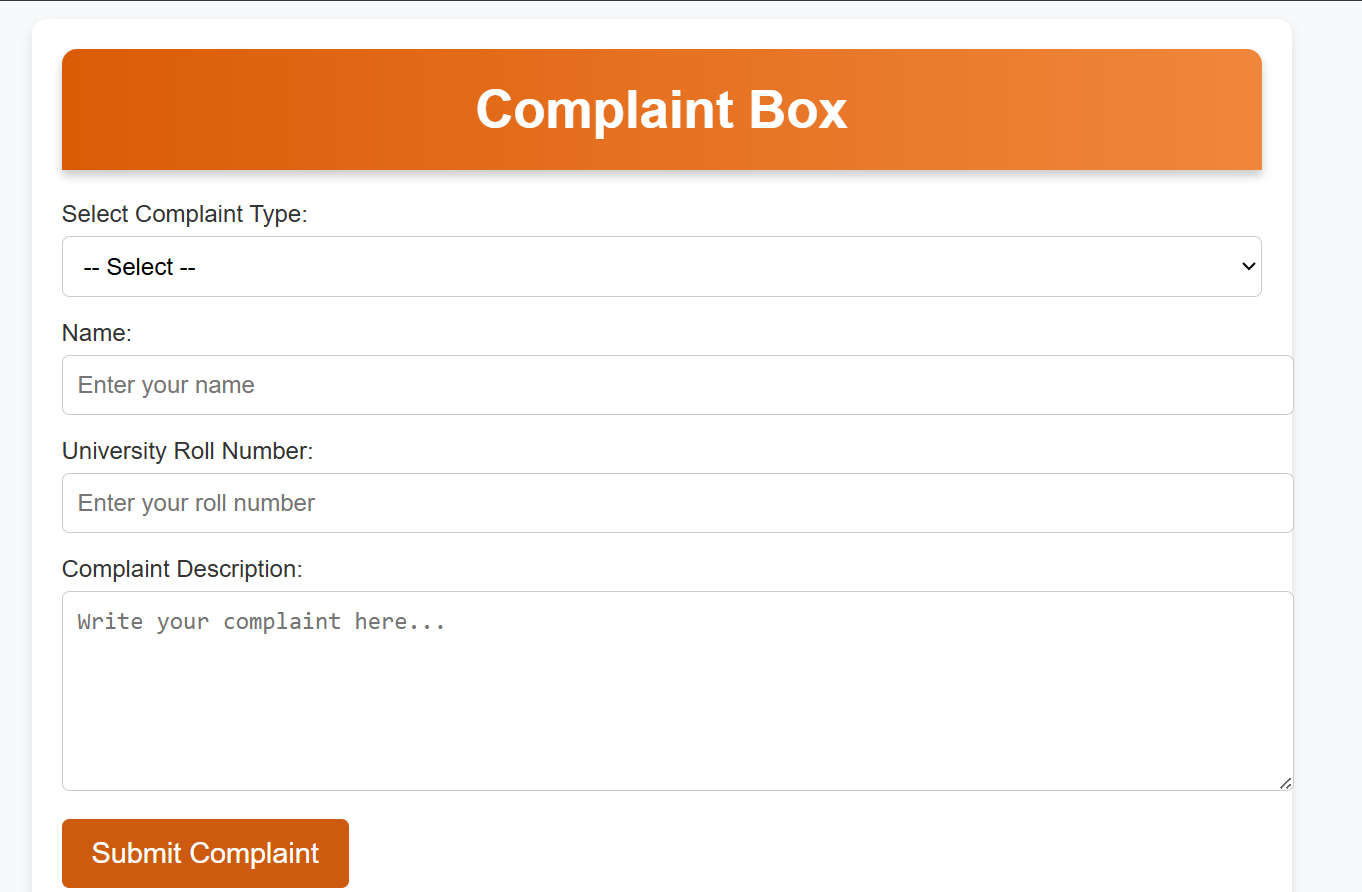 Complaint Box
Select Complaint Type:
-- Select --
Name:
Enter your name
University Roll Number:
Enter your roll number
Complaint Description:
Write your complaint here...
Submit Complaint